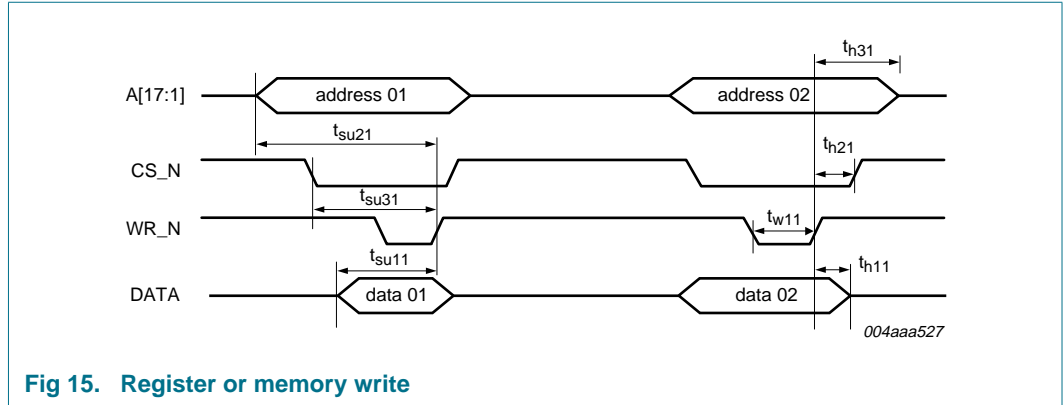 th31
A[17:1]
address 01
address 02
tsu21
th21
CS_N
tsu31
tw11
WR_N
tsu11
th11
DATA
data 01
data 02
004aaa527
Fig 15. Register or memory write